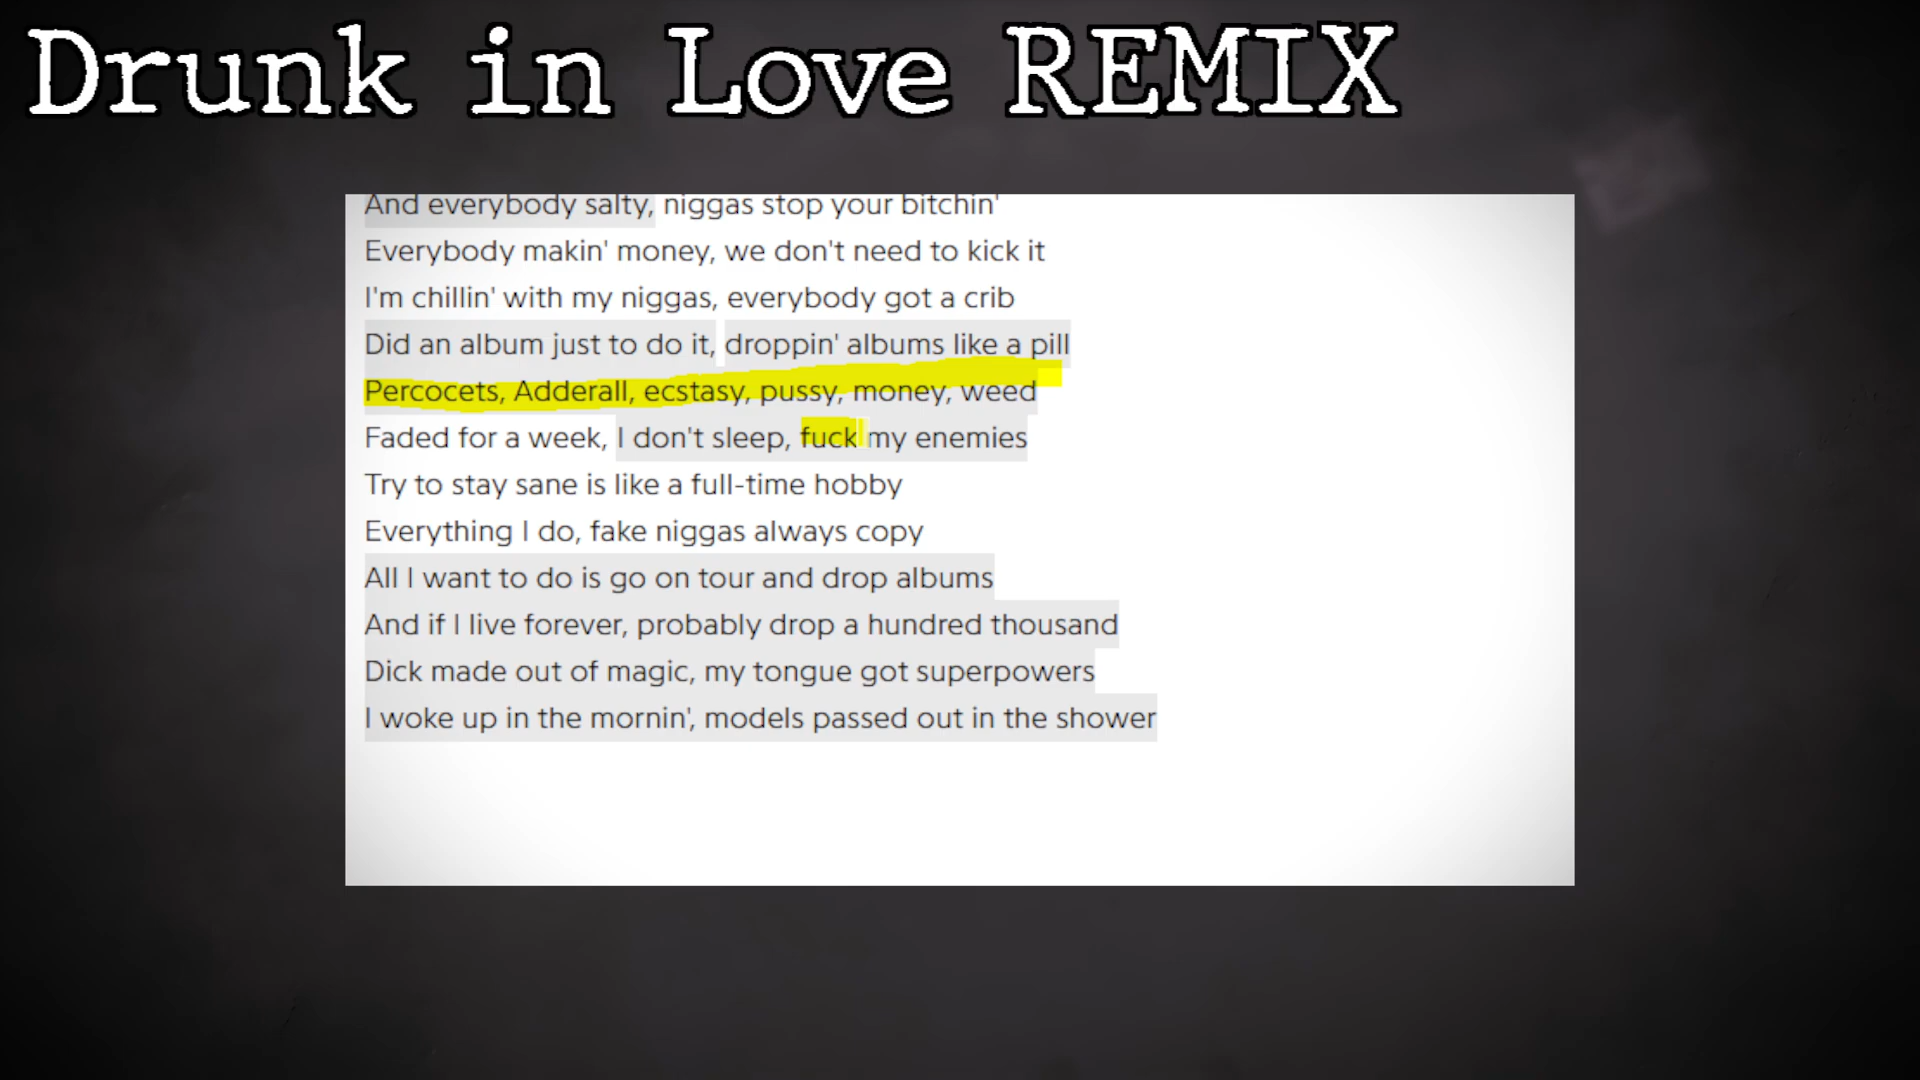 Drunk in Love REMIX
And everybody salty, niggas stop your bitchin'
Everybody makin' money, we don't need to kick it
I'm chillin' with my niggas, everybody got a crib
Did an album just to do it, droppin' albums like a pill
Percocets, Adderall, ecstasy, pussy, money, weed
Faded for a week, I don't sleep, fuck my enemies
Try to stay sane is like a full-time hobby
Everything I do, fake niggas always copy
All I want to do is go on tour and drop albums
And if I live forever, probably drop a hundred thousand
Dick made out of magic, my tongue got superpowers
I woke up in the mornin', models passed out in the shower